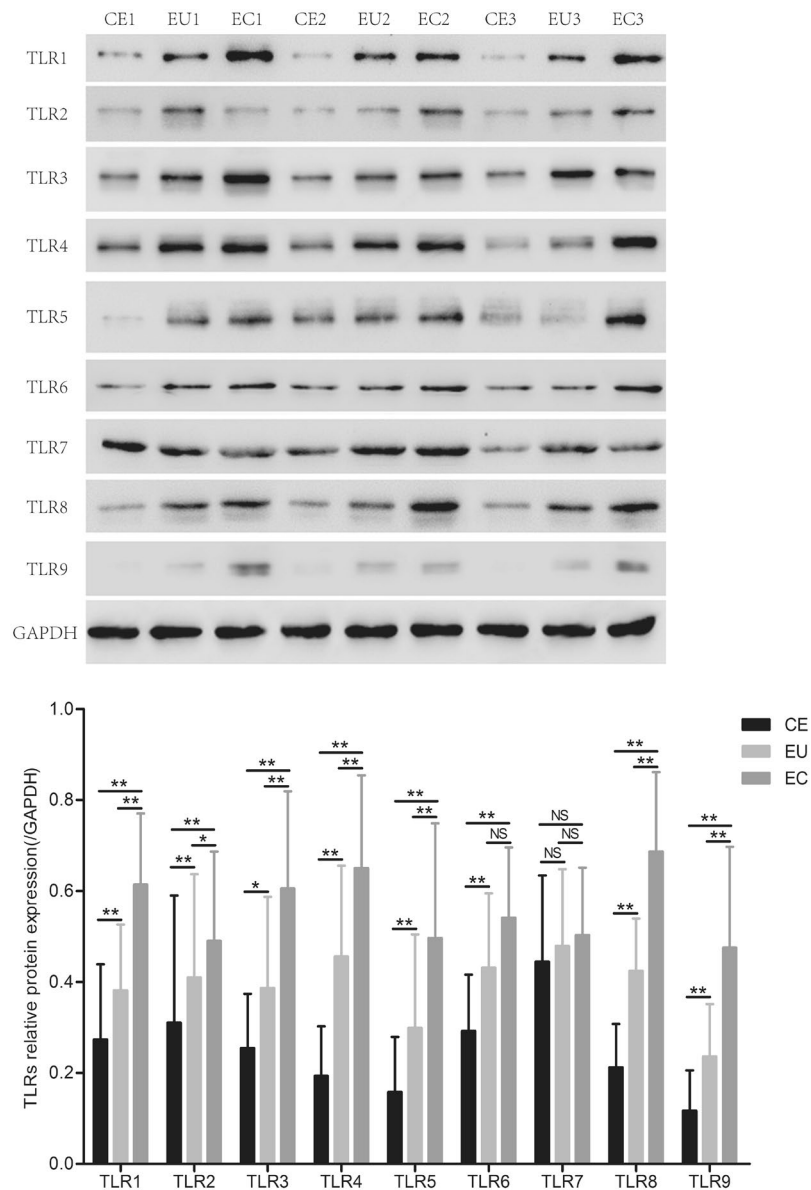 CE1 EU1 EC1 CE2 EU2 EC2 CE3 EU3 EC3
TLR1
TLR2
TLR3
TLR4
TLR5
TLR6
TLR7
TLR8
TLR9
GAPDH
TLRs relative protein expression(/GAPDH)
1.0
0.8
0.6
0.4
0.2
0.0
** ** **
** ** *
** ** *
** ** **
** ** **
** NS **
NS NS NS
** ** **
** ** **
CE
EU
EC
TLR1 TLR2 TLR3 TLR4 TLR5 TLR6 TLR7 TLR8 TLR9